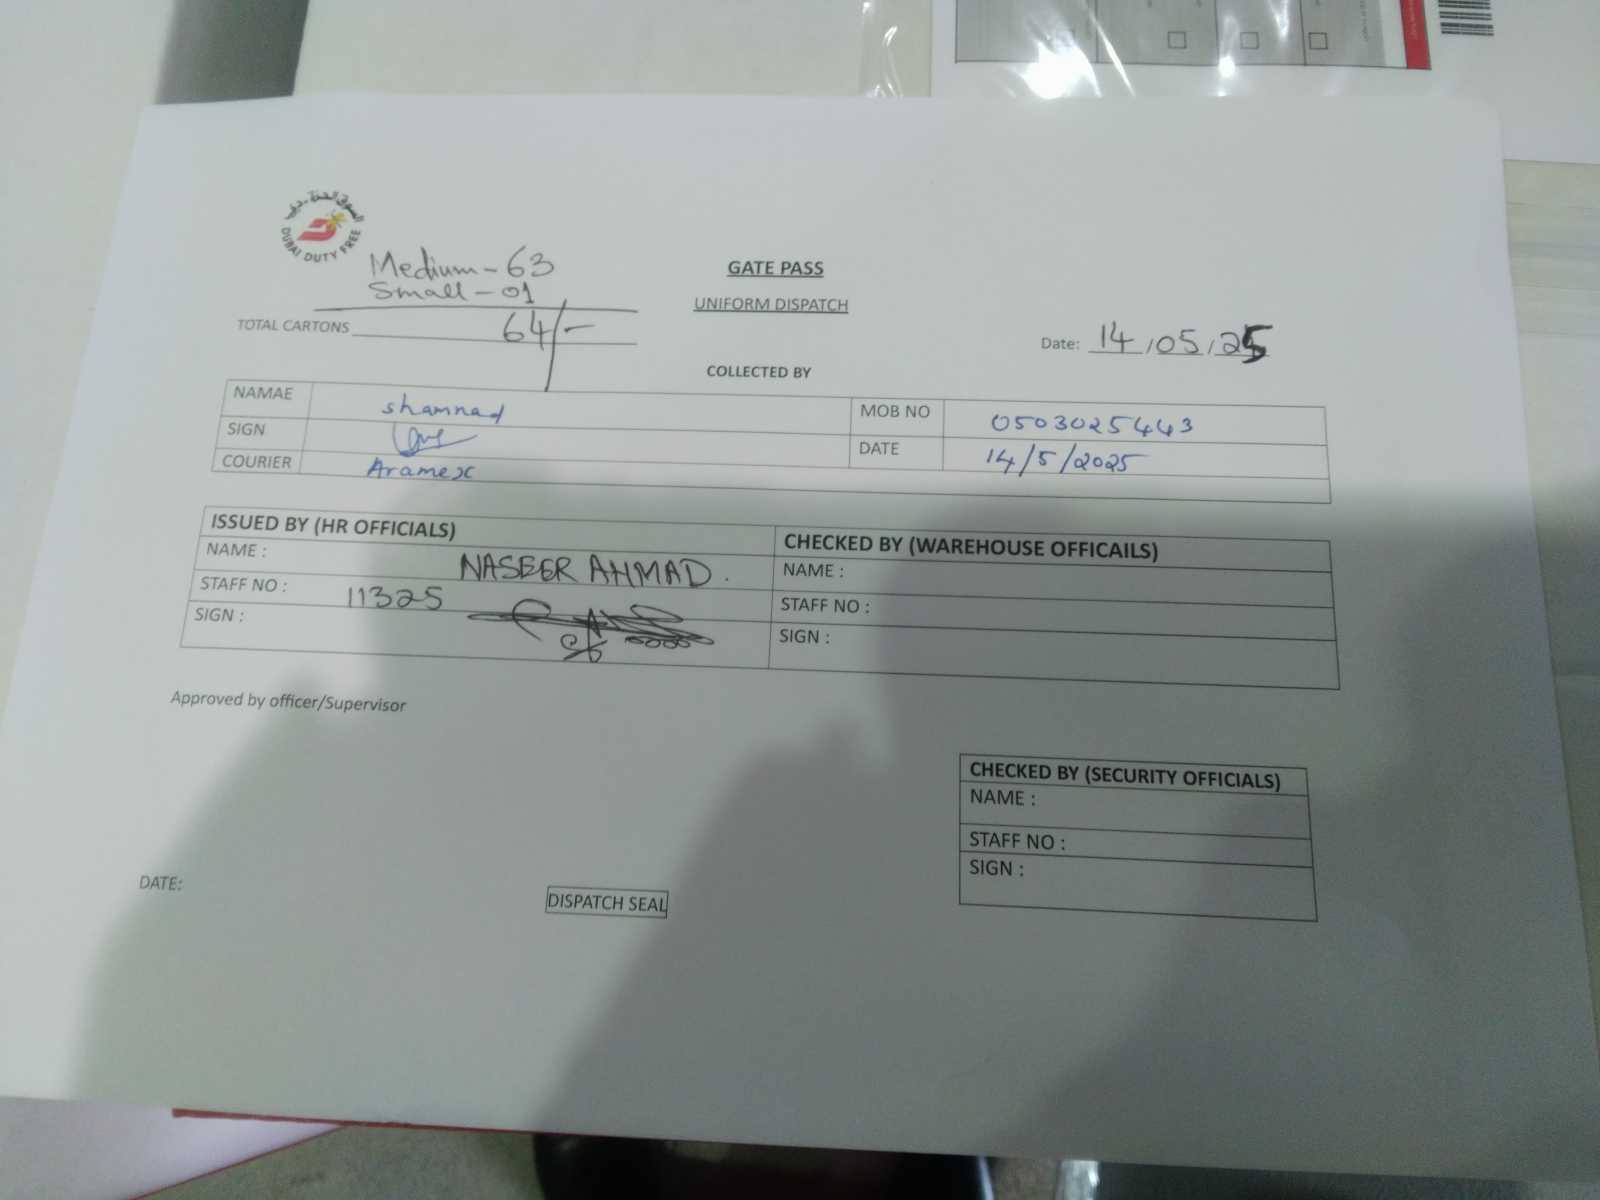 السوق الحرة - دبي
DUBAI DUTY FREE
Medium - 63
Small - 01
GATE PASS
UNIFORM DISPATCH
TOTAL CARTONS 64/-
Date: 14/05/25
COLLECTED BY
NAMAE shamnad MOB NO 0503025443
SIGN DATE 14/5/2025
COURIER Aramex
ISSUED BY (HR OFFICIALS) CHECKED BY (WAREHOUSE OFFICAILS)
NAME : NASEER AHMAD. NAME :
STAFF NO : 11325 STAFF NO :
SIGN : SIGN :
Approved by officer/Supervisor
CHECKED BY (SECURITY OFFICIALS)
NAME :
STAFF NO :
SIGN :
DATE:
DISPATCH SEAL